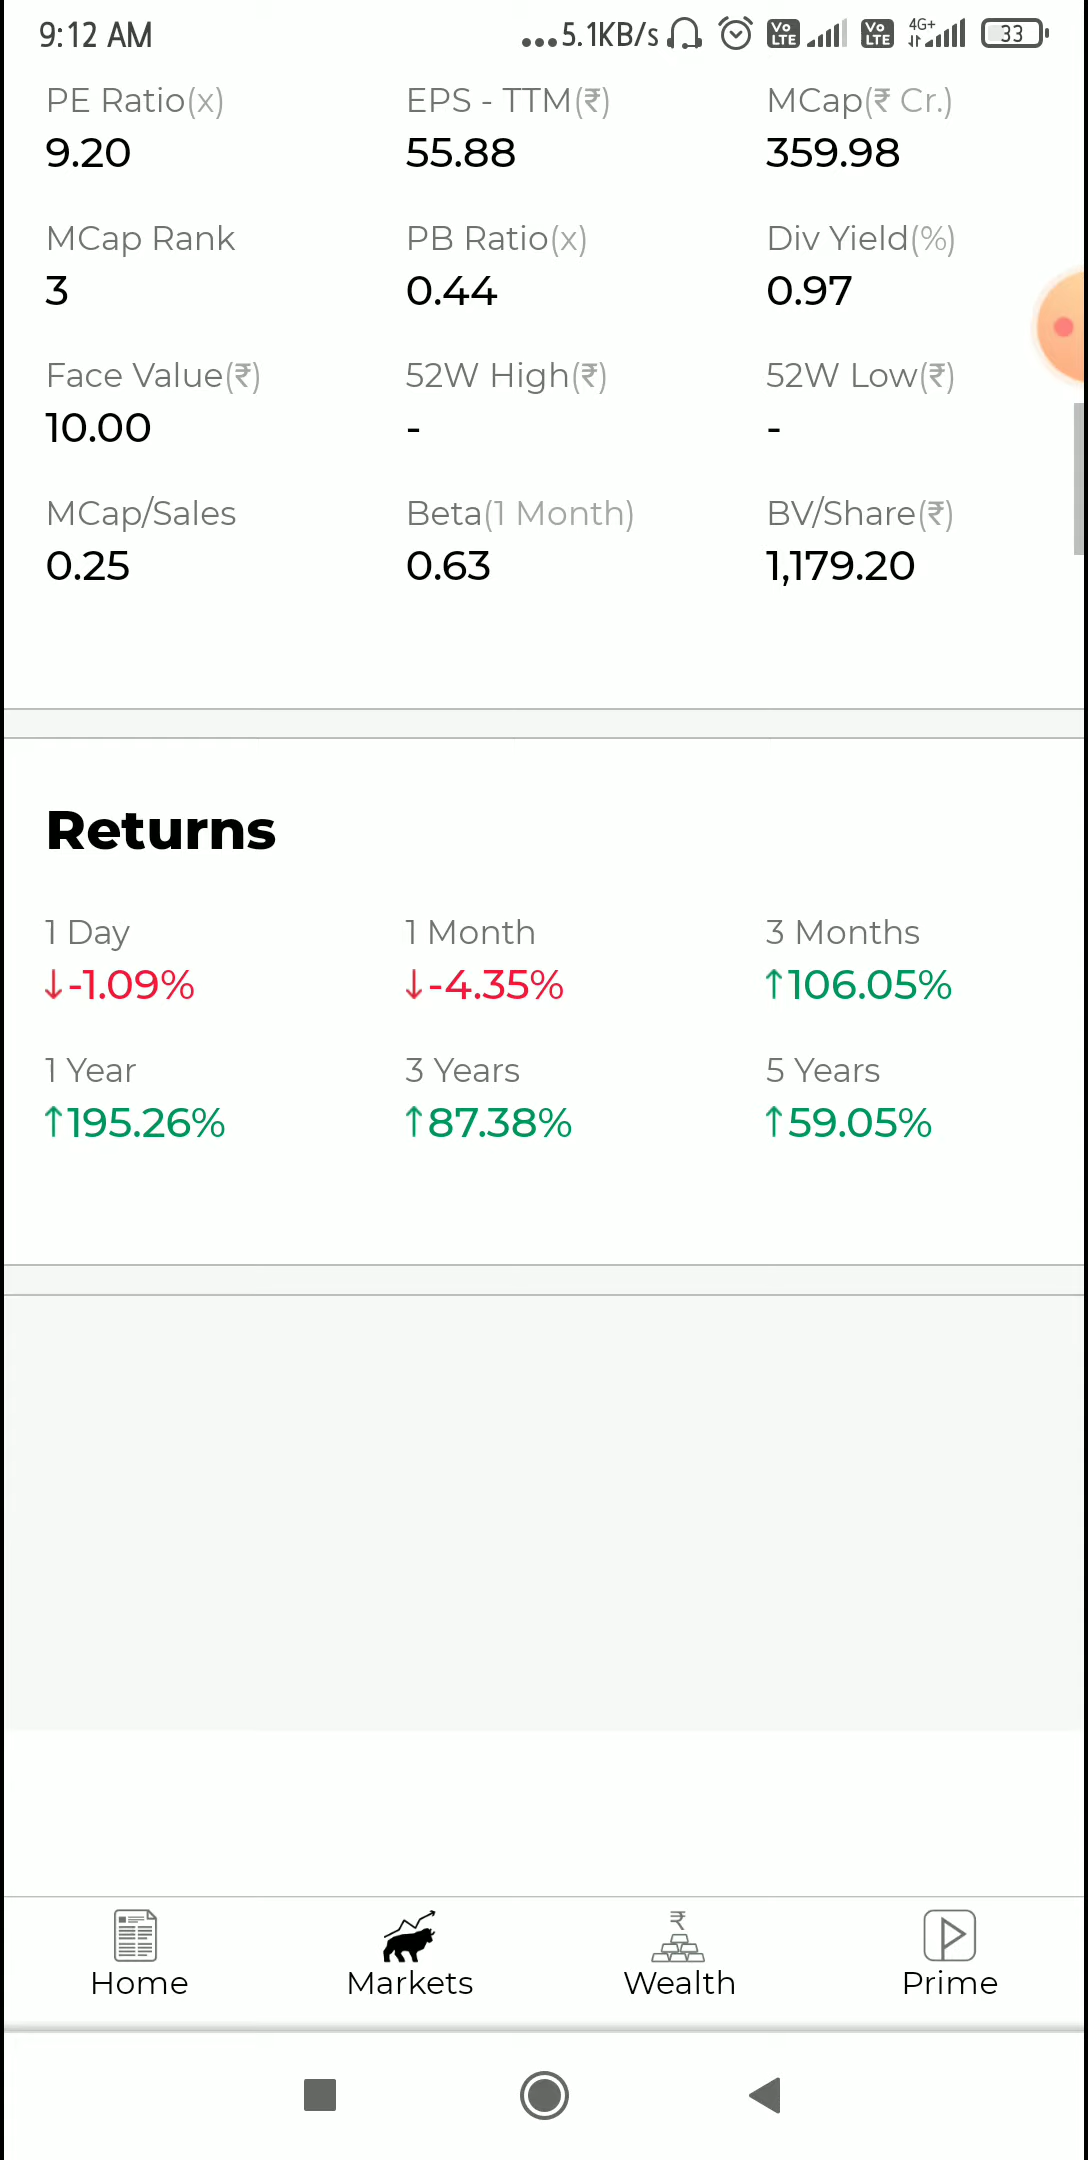 9:12 AM ...5.1KB/s Vo LTE Vo LTE 4G+ 33
PE Ratio(x) EPS - TTM(₹) MCap(₹ Cr.)
9.20 55.88 359.98
MCap Rank PB Ratio(x) Div Yield(%)
3 0.44 0.97
Face Value(₹) 52W High(₹) 52W Low(₹)
10.00 - -
MCap/Sales Beta(1 Month) BV/Share(₹)
0.25 0.63 1,179.20
Returns
1 Day 1 Month 3 Months
↓-1.09% ↓-4.35% ↑106.05%
1 Year 3 Years 5 Years
↑195.26% ↑87.38% ↑59.05%
₹
Home Markets Wealth Prime